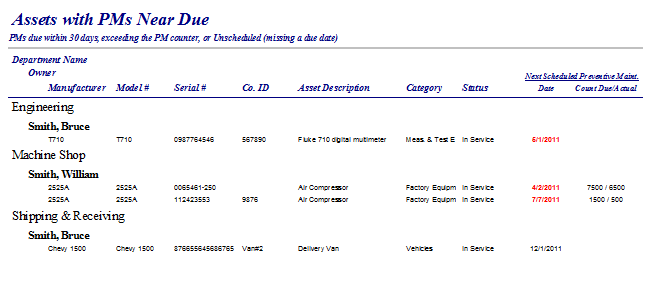 Assets with PMs Near Due
PMs due within 30 days, exceeding the PM counter, or Unscheduled (missing a due date)
Department Name
Owner
Next Scheduled Preventive Maint.
Manufacturer Model # Serial # Co. ID Asset Description Category Status Date Count Due/Actual
Engineering
Smith, Bruce
T710 T710 0987764546 567890 Fluke 710 digital multimeter Meas. & Test E In Service 6/1/2011
Machine Shop
Smith, William
2525A 2525A 0065461-250 Air Compressor Factory Equipm In Service 4/2/2011 7500 / 6500
2525A 2525A 112423553 9876 Air Compressor Factory Equipm In Service 7/7/2011 1500 / 500
Shipping & Receiving
Smith, Bruce
Chevy 1500 Chevy 1500 876655645686765 Van#2 Delivery Van Vehicles In Service 12/1/2011